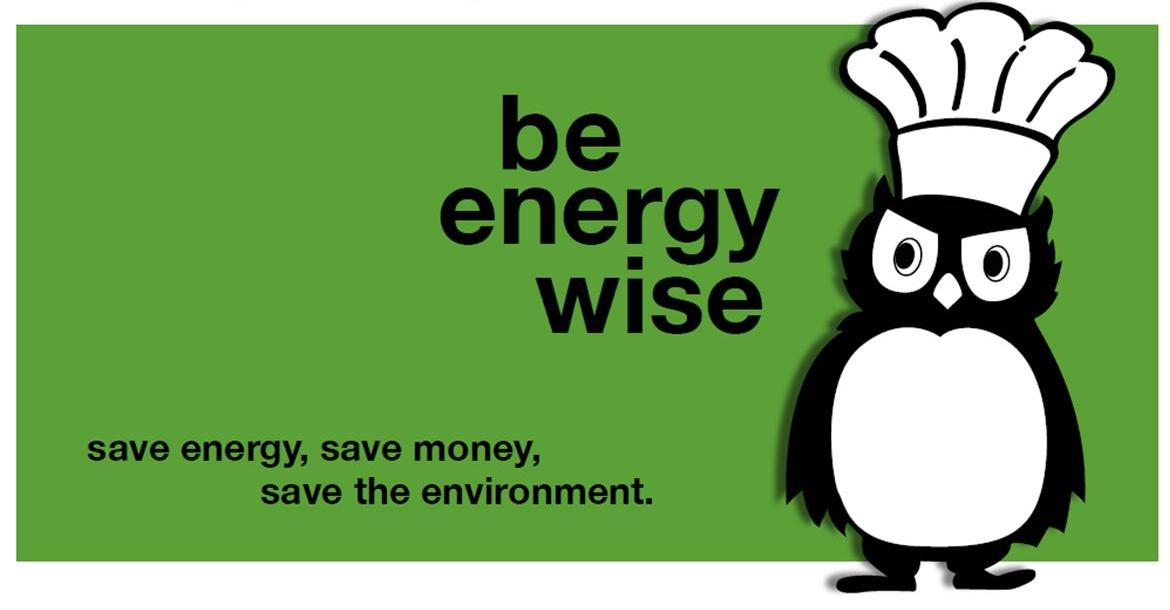 be
energy
wise
save energy, save money,
save the environment.